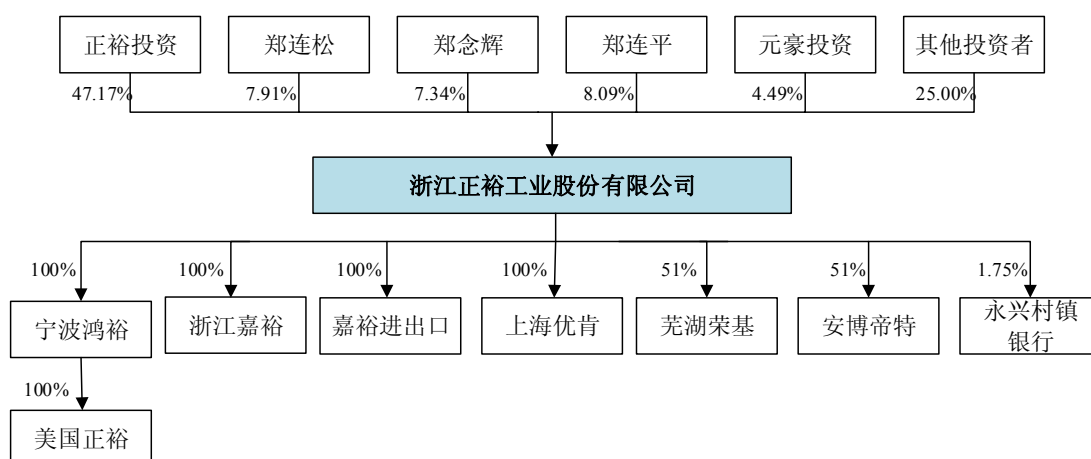 正裕投资
郑连松
郑念辉
郑连平
元豪投资
其他投资者
47.17%
7.91%
7.34%
8.09%
4.49%
25.00%
浙江正裕工业股份有限公司
100%
100%
100%
100%
51%
51%
1.75%
宁波鸿裕
浙江嘉裕
嘉裕进出口
上海优肯
芜湖荣基
安博帝特
永兴村镇
银行
100%
美国正裕